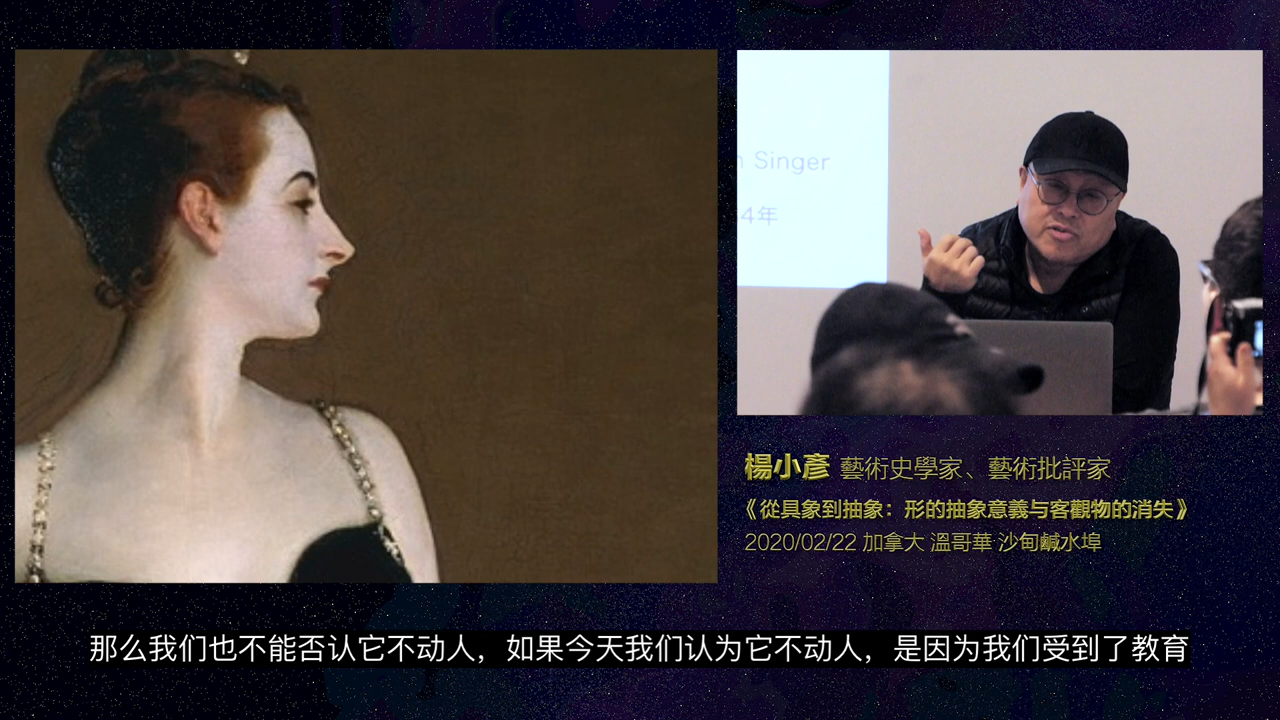 n Singer
4年
楊小彥 藝術史學家、藝術批評家
《從具象到抽象：形的抽象意義与客觀物的消失》
2020/02/22 加拿大 溫哥華 沙甸鹹水埠
那么我们也不能否认它不动人，如果今天我们认为它不动人，是因为我们受到了教育